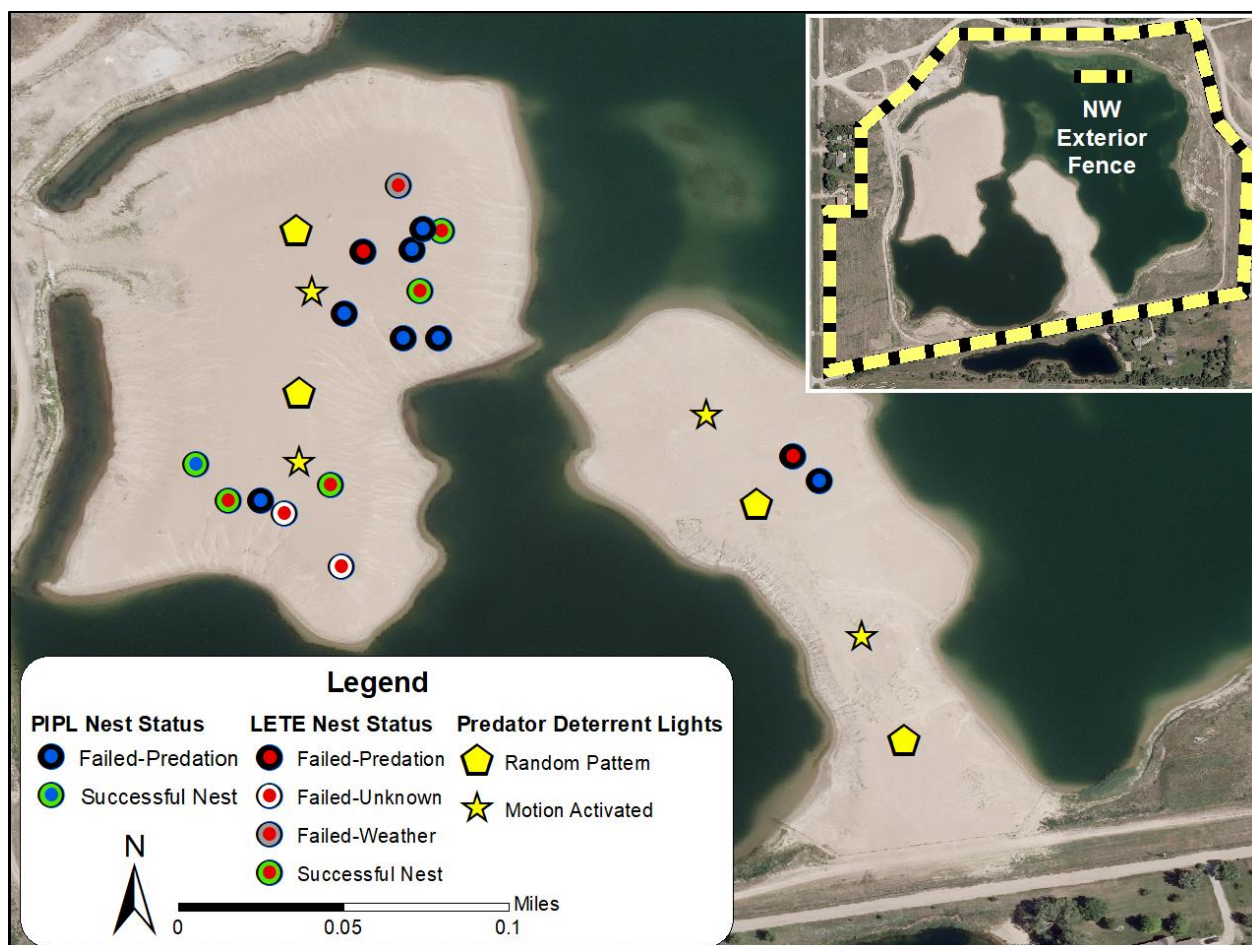 NW
Exterior
Fence
Legend
PIPL Nest Status
Failed-Predation
Successful Nest
LETE Nest Status
Failed-Predation
Failed-Unknown
Failed-Weather
Successful Nest
Predator Deterrent Lights
Random Pattern
Motion Activated
N
Miles
0 0.05 0.1